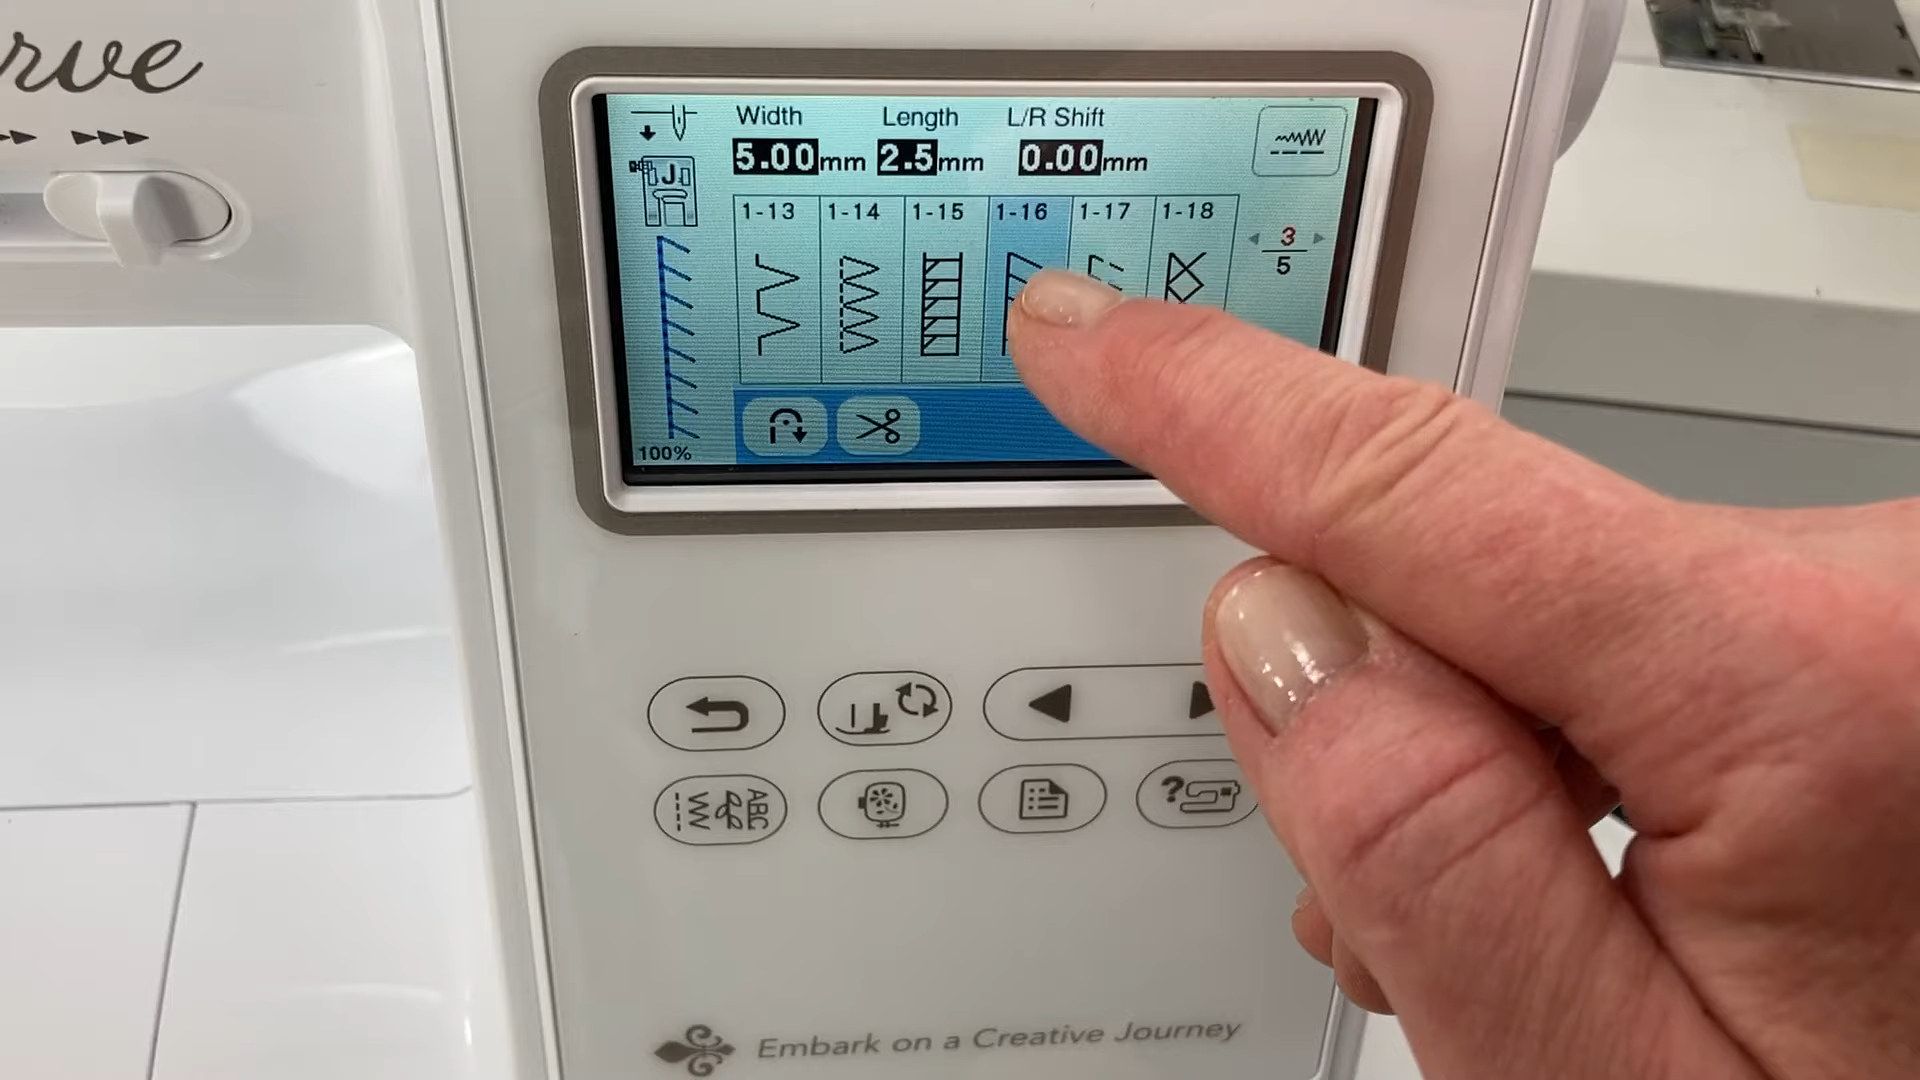 rve
Width Length L/R Shift
5.00mm 2.5mm 0.00mm
J
1-13 1-14 1-15 1-16 1-17 1-18
3
5
100%
ABC
?
Embark on a Creative Journey